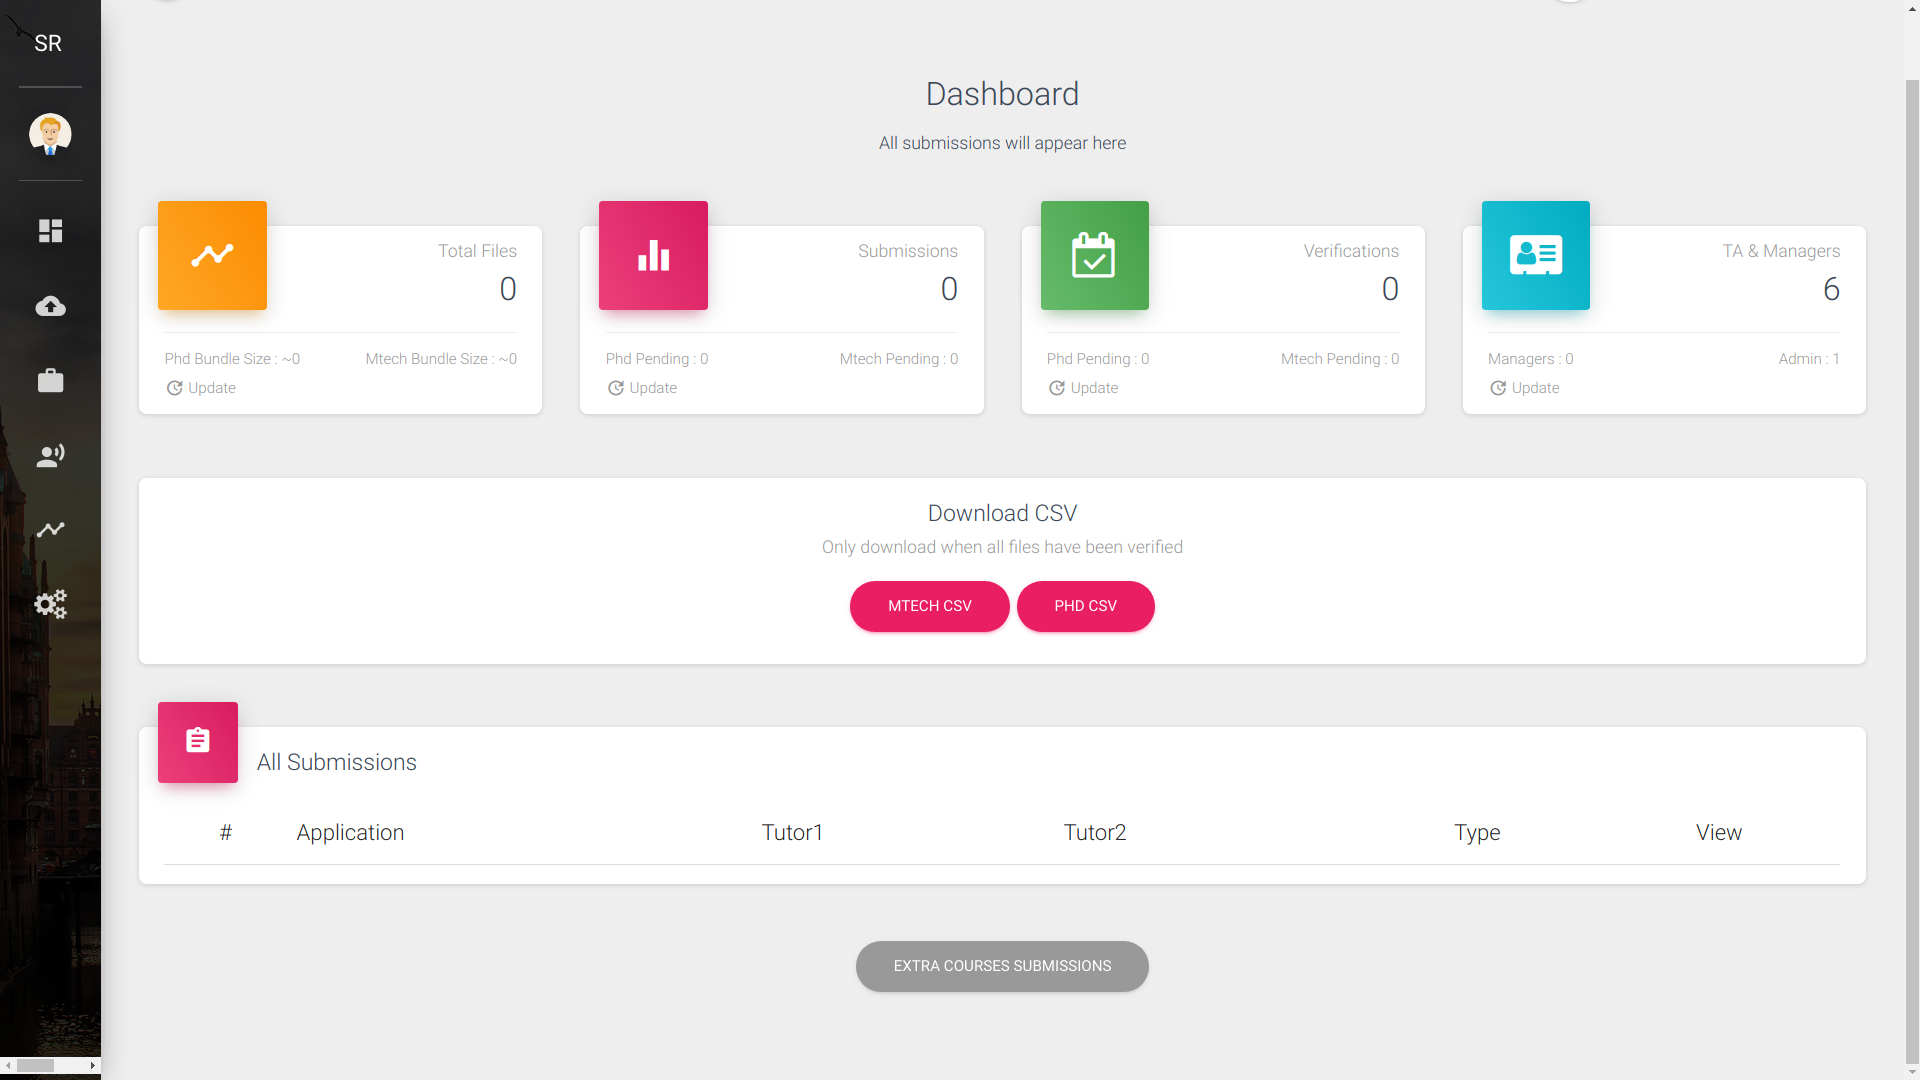 SR
Dashboard
All submissions will appear here
Total Files
0
Phd Bundle Size : ~0
Mtech Bundle Size : ~0
Update
Submissions
0
Phd Pending : 0
Mtech Pending : 0
Update
Verifications
0
Phd Pending : 0
Mtech Pending : 0
Update
TA & Managers
6
Managers : 0
Admin : 1
Update
Download CSV
Only download when all files have been verified
MTECH CSV
PHD CSV
All Submissions
# Application Tutor1 Tutor2 Type View
EXTRA COURSES SUBMISSIONS